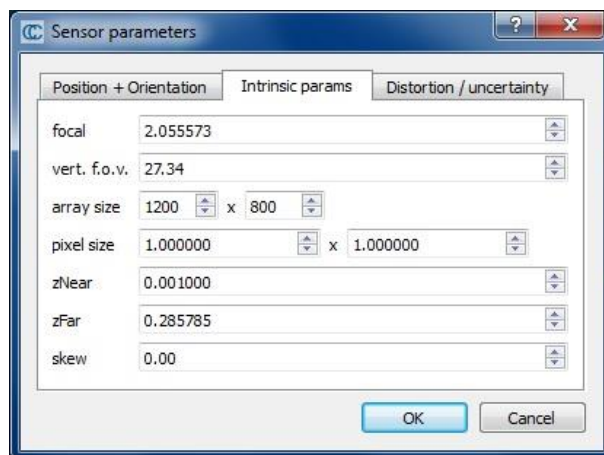 Sensor parameters
Position + Orientation Intrinsic params Distortion / uncertainty
focal 2.055573
vert. f.o.v. 27.34
array size 1200 x 800
pixel size 1.000000 x 1.000000
zNear 0.001000
zFar 0.285785
skew 0.00
OK Cancel